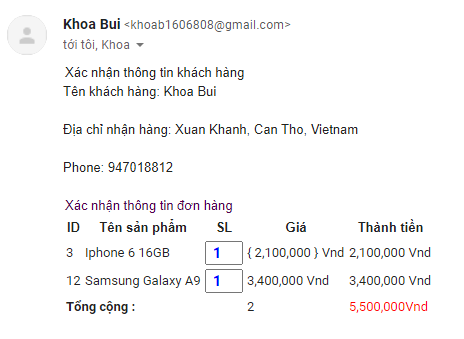 Khoa Bui <khoab1606808@gmail.com>
tới tôi, Khoa
Xác nhận thông tin khách hàng
Tên khách hàng: Khoa Bui
Địa chỉ nhận hàng: Xuan Khanh, Can Tho, Vietnam
Phone: 947018812
Xác nhận thông tin đơn hàng
ID Tên sản phẩm SL Giá Thành tiền
3 Iphone 6 16GB 1 { 2,100,000 } Vnd 2,100,000 Vnd
12 Samsung Galaxy A9 1 3,400,000 Vnd 3,400,000 Vnd
Tổng cộng : 2 5,500,000Vnd